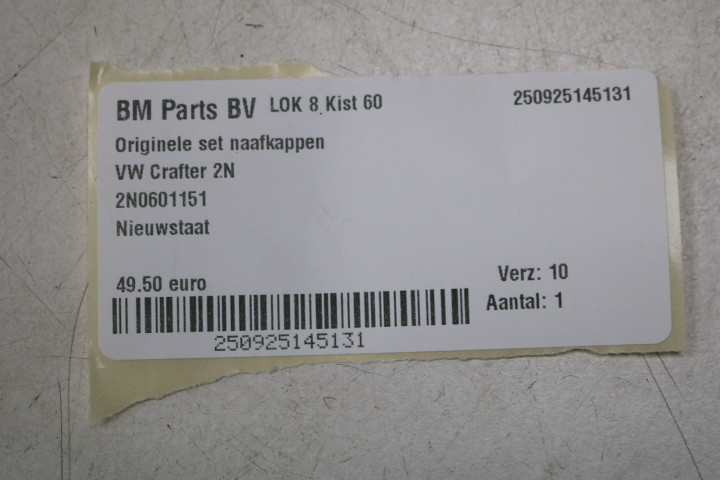 BM Parts BV LOK 8 Kist 60 250925145131
Originele set naafkappen
VW Crafter 2N
2N0601151
Nieuwstaat
49.50 euro Verz: 10
Aantal: 1
250925145131